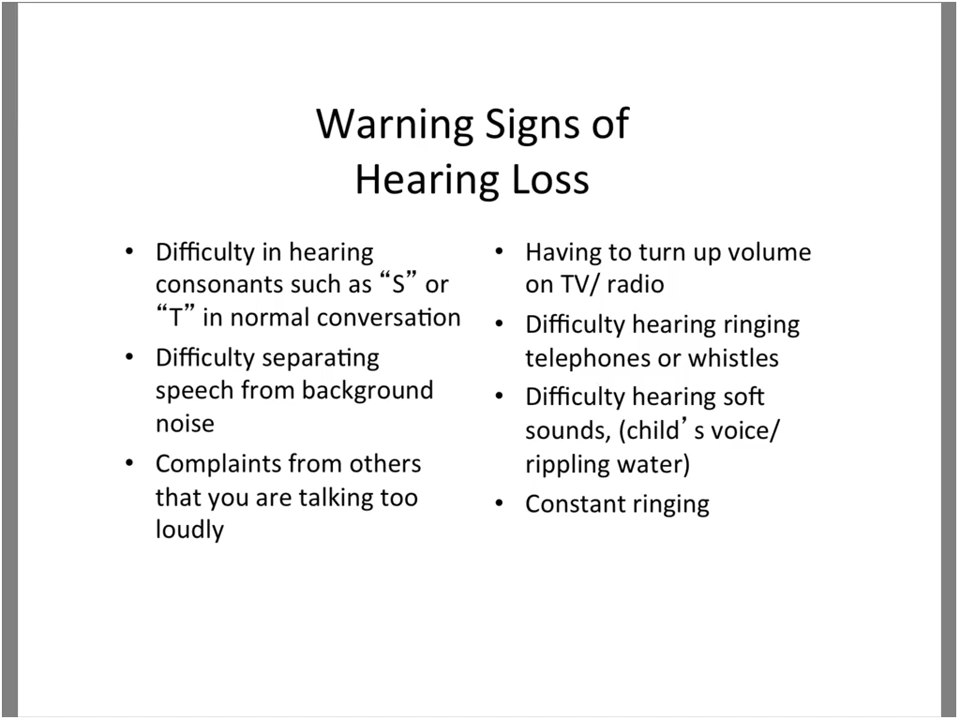 Warning Signs of
Hearing Loss
• Difficulty in hearing
consonants such as “S” or
“T” in normal conversation
• Difficulty separating
speech from background
noise
• Complaints from others
that you are talking too
loudly
• Having to turn up volume
on TV/ radio
• Difficulty hearing ringing
telephones or whistles
• Difficulty hearing soft
sounds, (child’s voice/
rippling water)
• Constant ringing